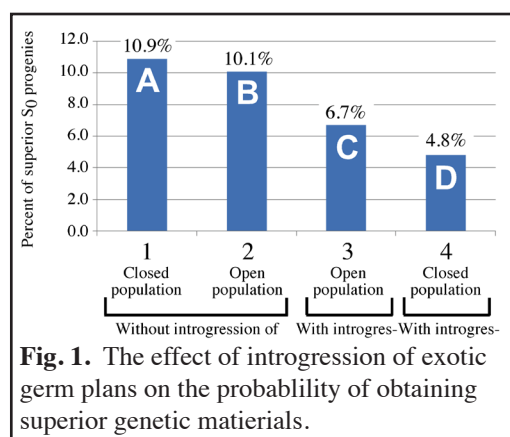 12.0
10.0
8.0
6.0
4.0
2.0
0.0
Percent of superior S0 progenies
10.9%
10.1%
6.7%
4.8%
A
B
C
D
1
2
3
4
Closed
population
Open
population
Open
population
Closed
population
Without introgression of
With introgres-
With introgres-
Fig. 1. The effect of introgression of exotic
germ plans on the probablility of obtaining
superior genetic matierials.